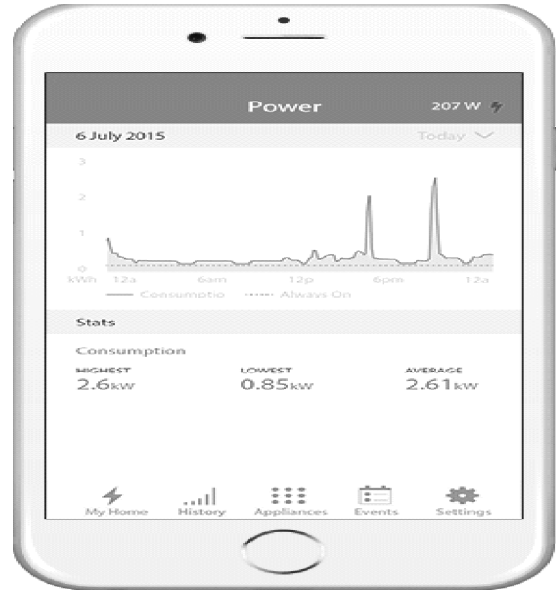 Power 207 W
6 July 2015 Today
3
2
1
0
kWh 12a 6am 12p 6pm 12a
Consumptio Always On
Stats
Consumption
HIGHEST LOWEST AVERAGE
2.6kW 0.85kW 2.61kW
My Home History Appliances Events Settings